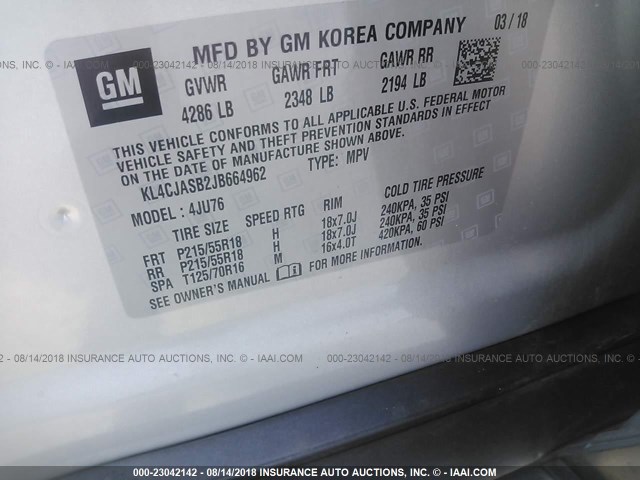 MFD BY GM KOREA COMPANY 03 / 18
GM
GVWR GAWR FRT GAWR RR
4286 LB 2348 LB 2194 LB
THIS VEHICLE CONFORMS TO ALL APPLICABLE U.S. FEDERAL MOTOR
VEHICLE SAFETY AND THEFT PREVENTION STANDARDS IN EFFECT
ON THE DATE OF MANUFACTURE SHOWN ABOVE.
KL4CJASB2JB664962 TYPE: MPV
MODEL : 4JU76
TIRE SIZE SPEED RTG RIM COLD TIRE PRESSURE
FRT P215/55R18 H 18x7.0J 240KPA, 35 PSI
RR P215/55R18 H 18x7.0J 240KPA, 35 PSI
SPA T125/70R16 M 16x4.0T 420KPA, 60 PSI
SEE OWNER'S MANUAL FOR MORE INFORMATION.
000-23042142 - 08/14/2018 INSURANCE AUTO AUCTIONS, INC. © - IAAI.COM